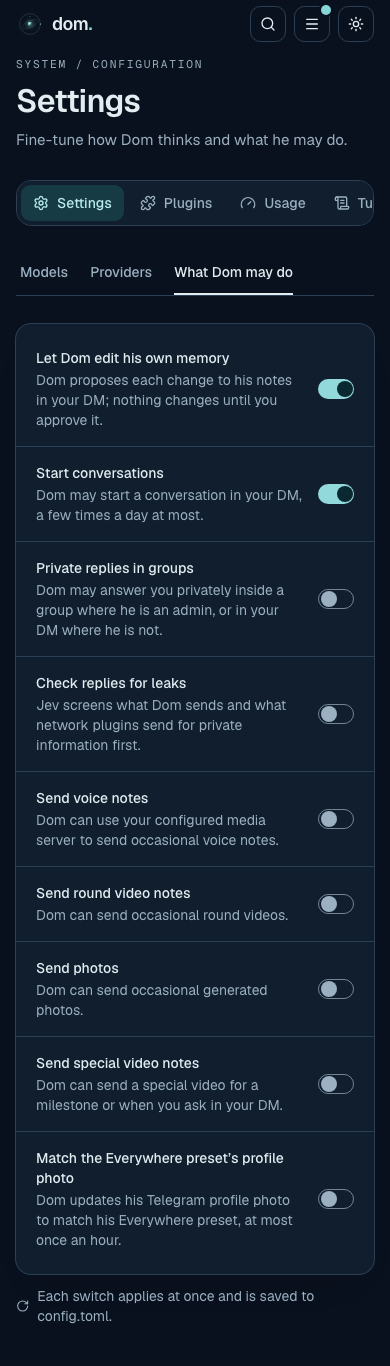 dom.
SYSTEM / CONFIGURATION
Settings
Fine-tune how Dom thinks and what he may do.
Settings Plugins Usage Tu
Models Providers What Dom may do
Let Dom edit his own memory
Dom proposes each change to his notes
in your DM; nothing changes until you
approve it.
Start conversations
Dom may start a conversation in your DM,
a few times a day at most.
Private replies in groups
Dom may answer you privately inside a
group where he is an admin, or in your
DM where he is not.
Check replies for leaks
Jev screens what Dom sends and what
network plugins send for private
information first.
Send voice notes
Dom can use your configured media
server to send occasional voice notes.
Send round video notes
Dom can send occasional round videos.
Send photos
Dom can send occasional generated
photos.
Send special video notes
Dom can send a special video for a
milestone or when you ask in your DM.
Match the Everywhere preset's profile
photo
Dom updates his Telegram profile photo
to match his Everywhere preset, at most
once an hour.
Each switch applies at once and is saved to
config.toml.